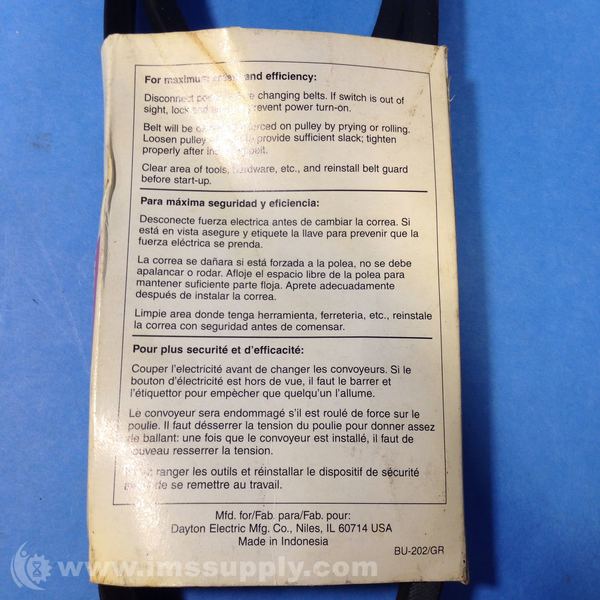 For maximum and efficiency:
Disconnect changing belts. If switch is out of
sight, lock prevent power turn-on.
Belt will be forced on pulley by prying or rolling.
Loosen pulley provide sufficient slack; tighten
properly after belt.
Clear area of tools, hardware, etc., and reinstall belt guard
before start-up.
Para máxima seguridad y eficiencia:
Desconecte fuerza electrica antes de cambiar la correa. Si
está en vista asegure y etiquete la llave para prevenir que la
fuerza eléctrica se prenda.
La correa se dañara si está forzada a la polea, no se debe
apalancar o rodar. Afloje el espacio libre de la polea para
mantener suficiente parte floja. Aprete adecuadamente
después de instalar la correa.
Limpie area donde tenga herramienta, ferreteria, etc., reinstale
la correa con seguridad antes de comensar.
Pour plus securité et d'efficacité:
Couper l'electricité avant de changer les convoyeurs. Si le
bouton d'électricité est hors de vue, il faut le barrer et
l'étiquettor pour empècher que quelqu'un l'allume.
Le convoyeur sera endommagé s'il est roulé de force sur le
poulie. Il faut désserrer la tension du poulie pour donner assez
de ballant: une fois que le convoyeur est installé, il faut de
nouveau resserrer la tension.
ranger les outils et réinstallar le dispositif de sécurité
de se remettre au travail.
Mfd. for/Fab. para/Fab. pour:
Dayton Electric Mfg. Co., Niles, IL 60714 USA
Made in Indonesia
BU-202/GR
© www.imssupply.com